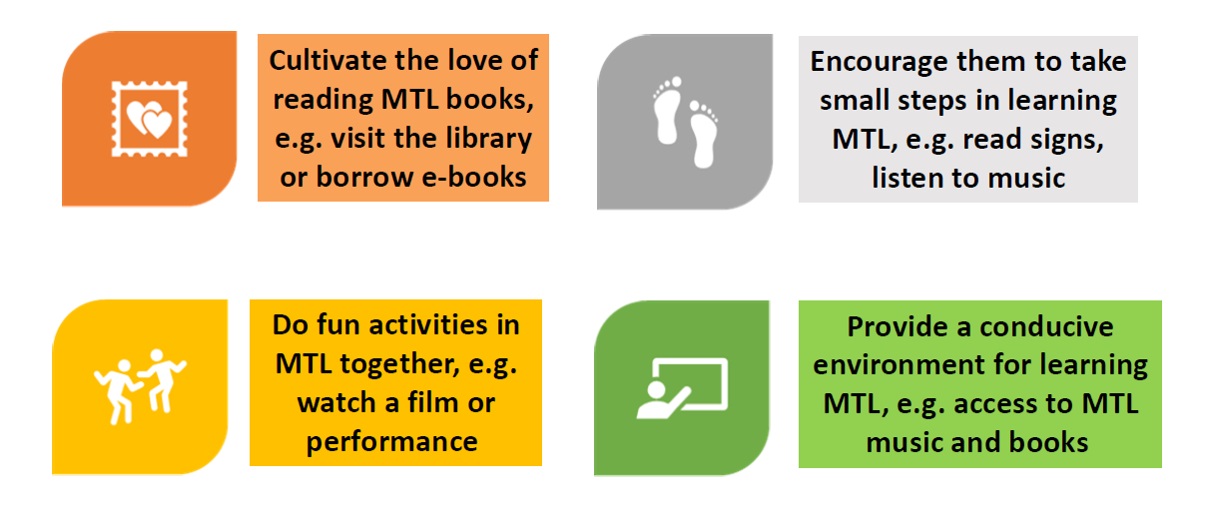 Cultivate the love of
reading MTL books,
e.g. visit the library
or borrow e-books
Encourage them to take
small steps in learning
MTL, e.g. read signs,
listen to music
Do fun activities in
MTL together, e.g.
watch a film or
performance
Provide a conducive
environment for learning
MTL, e.g. access to MTL
music and books